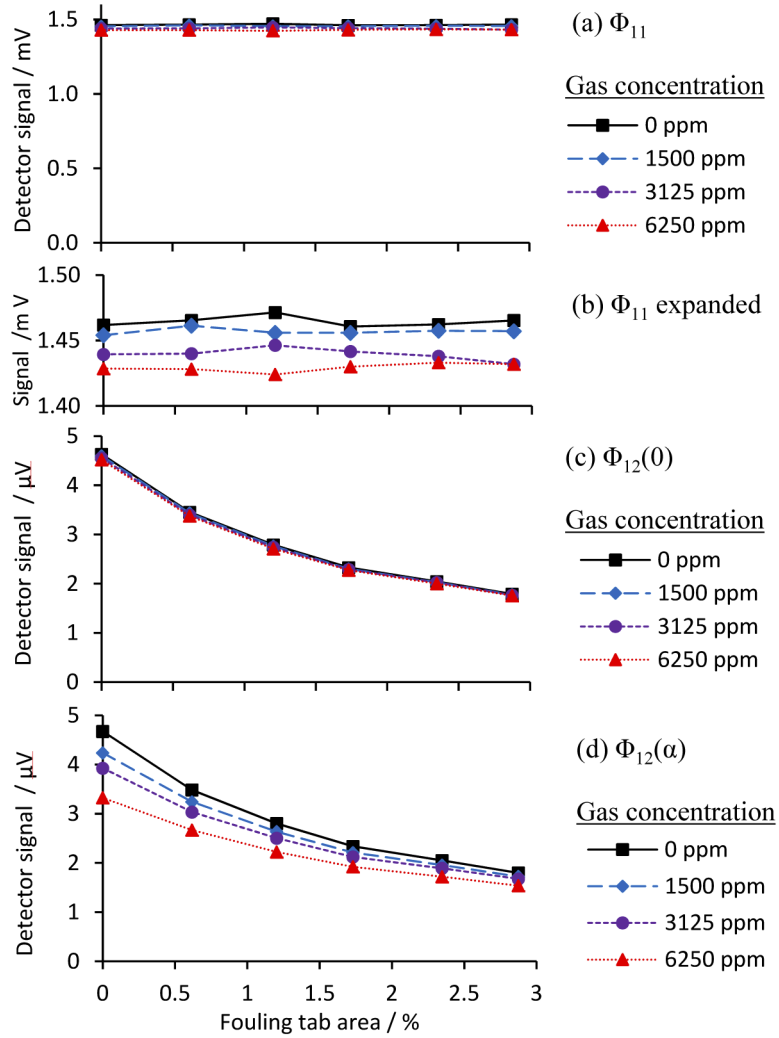 (a) Φ11
Detector signal / mV
1.5
1.0
0.5
0.0
Gas concentration
0 ppm
1500 ppm
3125 ppm
6250 ppm
(b) Φ11 expanded
Signal /m V
1.50
1.45
1.40
(c) Φ12(0)
Detector signal / µV
5
4
3
2
1
0
Gas concentration
0 ppm
1500 ppm
3125 ppm
6250 ppm
(d) Φ12(α)
Detector signal / µV
5
4
3
2
1
0
Gas concentration
0 ppm
1500 ppm
3125 ppm
6250 ppm
0 0.5 1 1.5 2 2.5 3
Fouling tab area / %